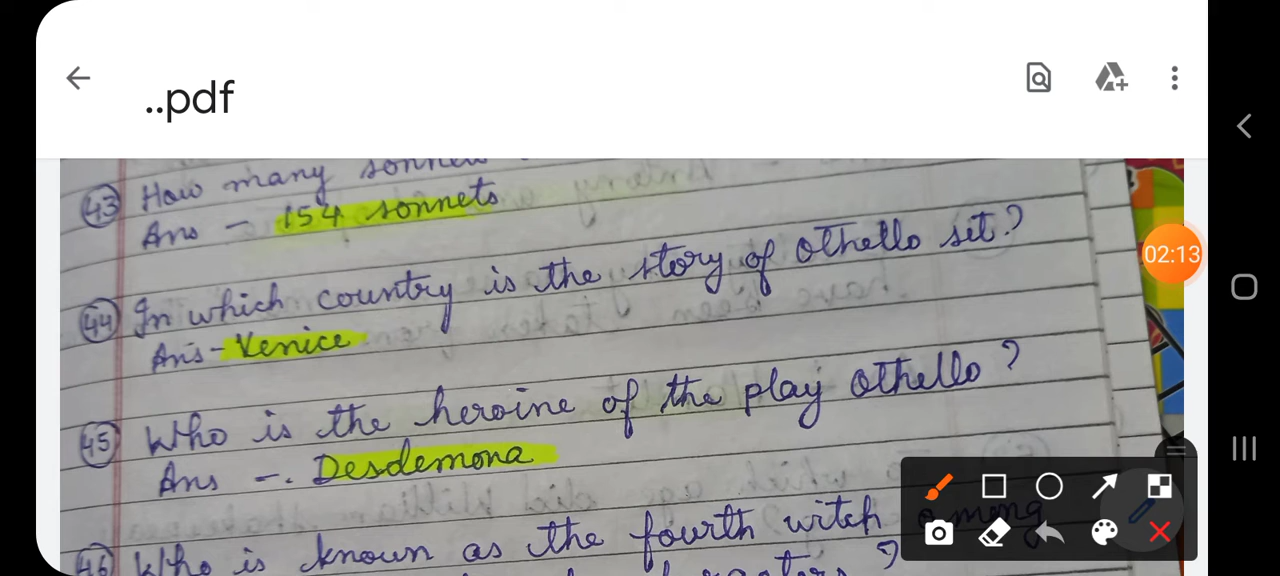 ..pdf
43 How many sonnets
Ans - 154 sonnets
44 In which country is the story of Othello set?
Ans - Venice
02:13
45 Who is the heroine of the play Othello?
Ans -. Desdemona
46 Who is known as the fourth witch among